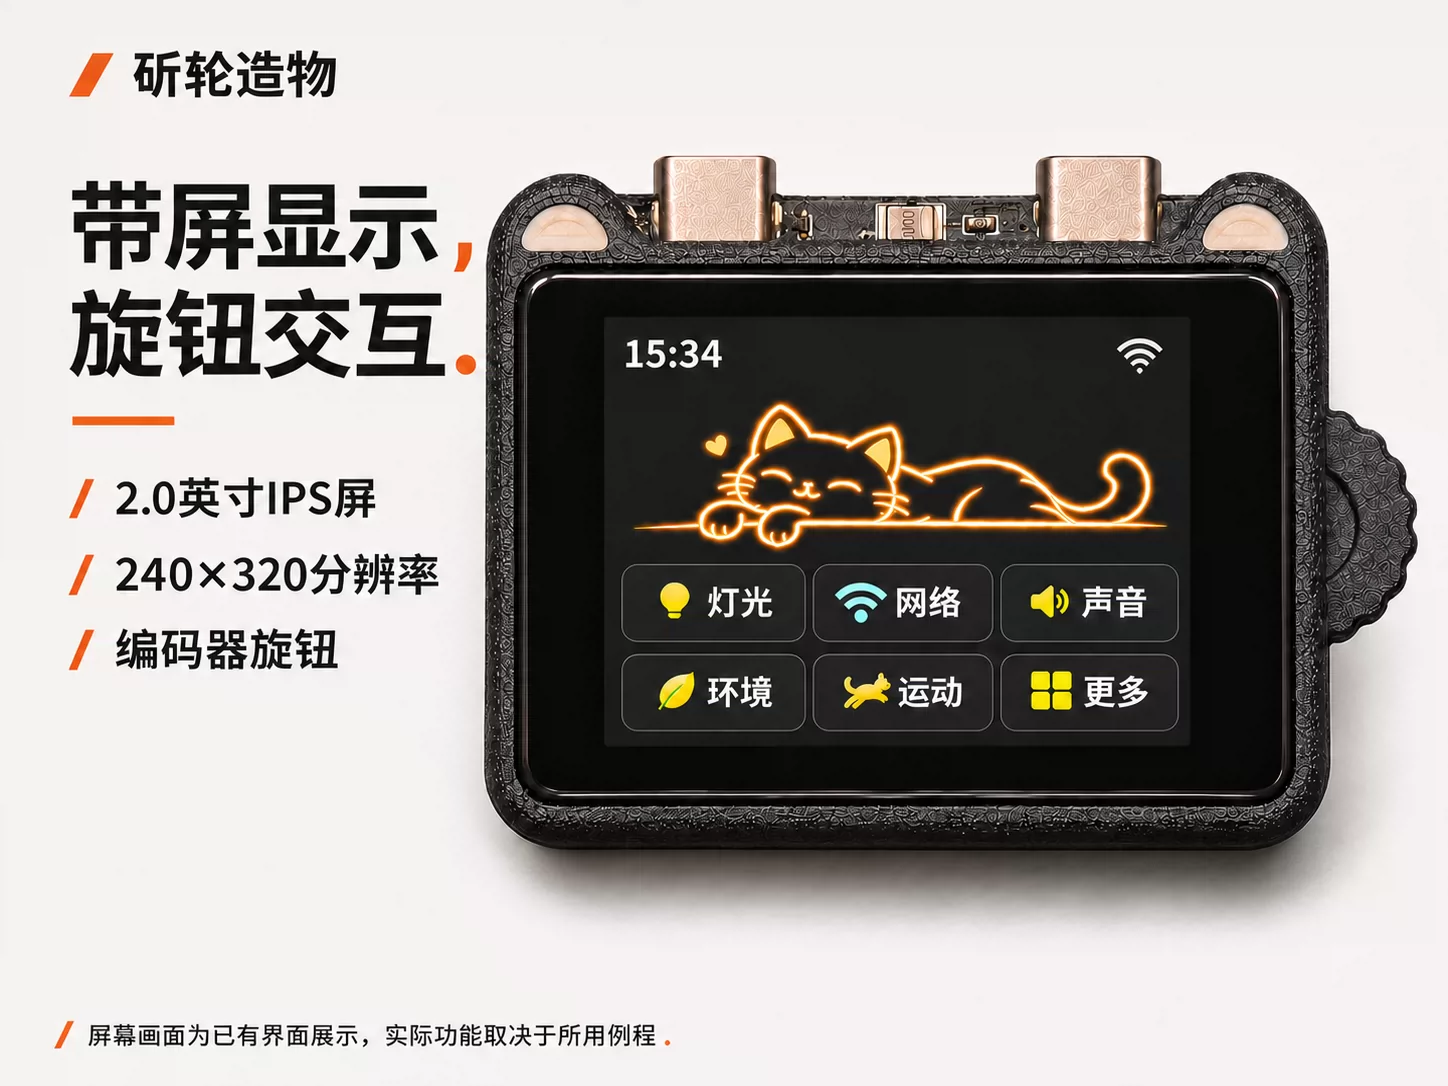 斫轮造物
带屏显示,
旋钮交互.
2.0英寸IPS屏
240×320分辨率
编码器旋钮
15:34
灯光
网络
声音
环境
运动
更多
屏幕画面为已有界面展示，实际功能取决于所用例程.